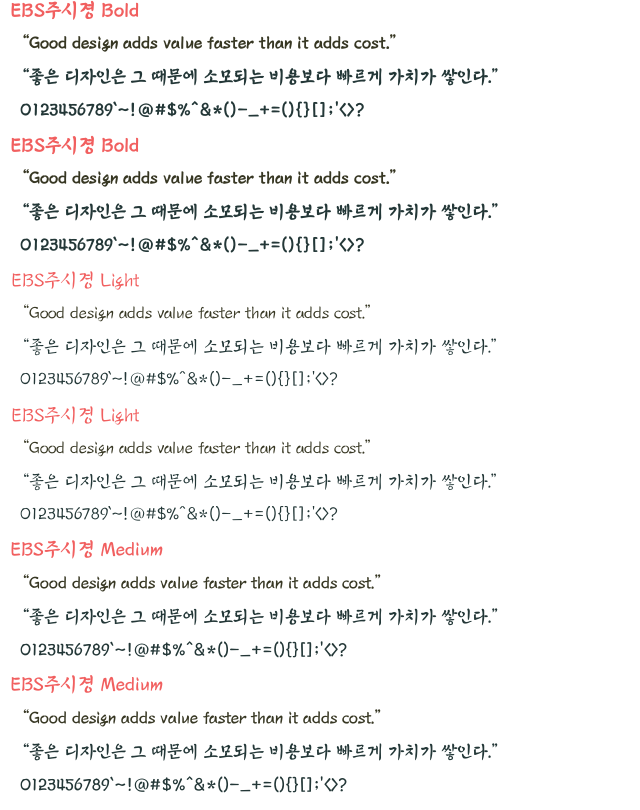 EBS주시경 Bold
“Good design adds value faster than it adds cost.”
“좋은 디자인은 그 때문에 소모되는 비용보다 빠르게 가치가 쌓인다.”
0123456789`~!@#$%^&*()-_+=(){}[];'<>?
EBS주시경 Bold
“Good design adds value faster than it adds cost.”
“좋은 디자인은 그 때문에 소모되는 비용보다 빠르게 가치가 쌓인다.”
0123456789`~!@#$%^&*()-_+=(){}[];'<>?
EBS주시경 Light
“Good design adds value faster than it adds cost.”
“좋은 디자인은 그 때문에 소모되는 비용보다 빠르게 가치가 쌓인다.”
0123456789`~!@#$%^&*()-_+=(){}[];'<>?
EBS주시경 Light
“Good design adds value faster than it adds cost.”
“좋은 디자인은 그 때문에 소모되는 비용보다 빠르게 가치가 쌓인다.”
0123456789`~!@#$%^&*()-_+=(){}[];'<>?
EBS주시경 Medium
“Good design adds value faster than it adds cost.”
“좋은 디자인은 그 때문에 소모되는 비용보다 빠르게 가치가 쌓인다.”
0123456789`~!@#$%^&*()-_+=(){}[];'<>?
EBS주시경 Medium
“Good design adds value faster than it adds cost.”
“좋은 디자인은 그 때문에 소모되는 비용보다 빠르게 가치가 쌓인다.”
0123456789`~!@#$%^&*()-_+=(){}[];'<>?